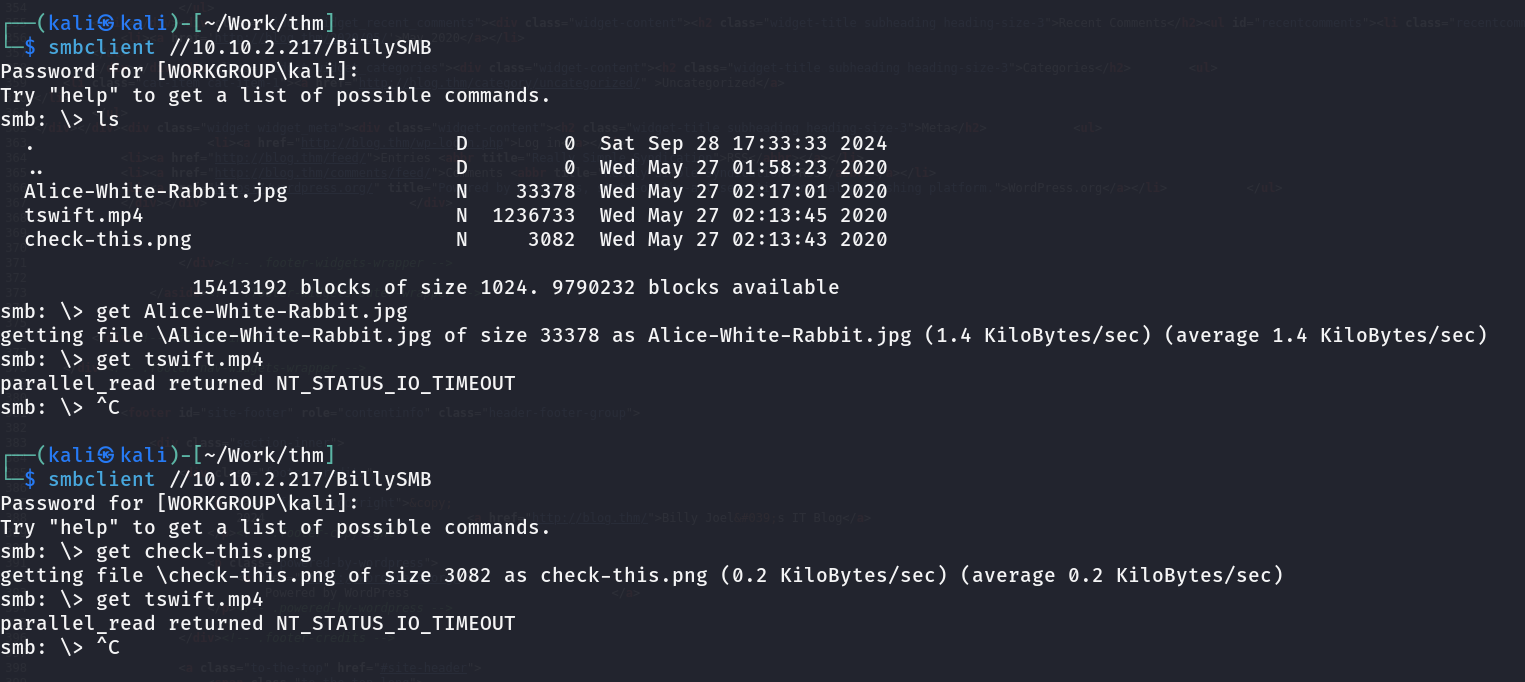 ┌──(kali㉿kali)-[~/Work/thm]
└─$ smbclient //10.10.2.217/BillySMB
Password for [WORKGROUP\kali]:
Try "help" to get a list of possible commands.
smb: \> ls
  .                                   D        0  Sat Sep 28 17:33:33 2024
  ..                                  D        0  Wed May 27 01:58:23 2020
  Alice-White-Rabbit.jpg              N    33378  Wed May 27 02:17:01 2020
  tswift.mp4                          N  1236733  Wed May 27 02:13:45 2020
  check-this.png                      N     3082  Wed May 27 02:13:43 2020
                15413192 blocks of size 1024. 9790232 blocks available
smb: \> get Alice-White-Rabbit.jpg
getting file \Alice-White-Rabbit.jpg of size 33378 as Alice-White-Rabbit.jpg (1.4 KiloBytes/sec) (average 1.4 KiloBytes/sec)
smb: \> get tswift.mp4
parallel_read returned NT_STATUS_IO_TIMEOUT
smb: \> ^C
┌──(kali㉿kali)-[~/Work/thm]
└─$ smbclient //10.10.2.217/BillySMB
Password for [WORKGROUP\kali]:
Try "help" to get a list of possible commands.
smb: \> get check-this.png
getting file \check-this.png of size 3082 as check-this.png (0.2 KiloBytes/sec) (average 0.2 KiloBytes/sec)
smb: \> get tswift.mp4
parallel_read returned NT_STATUS_IO_TIMEOUT
smb: \> ^C